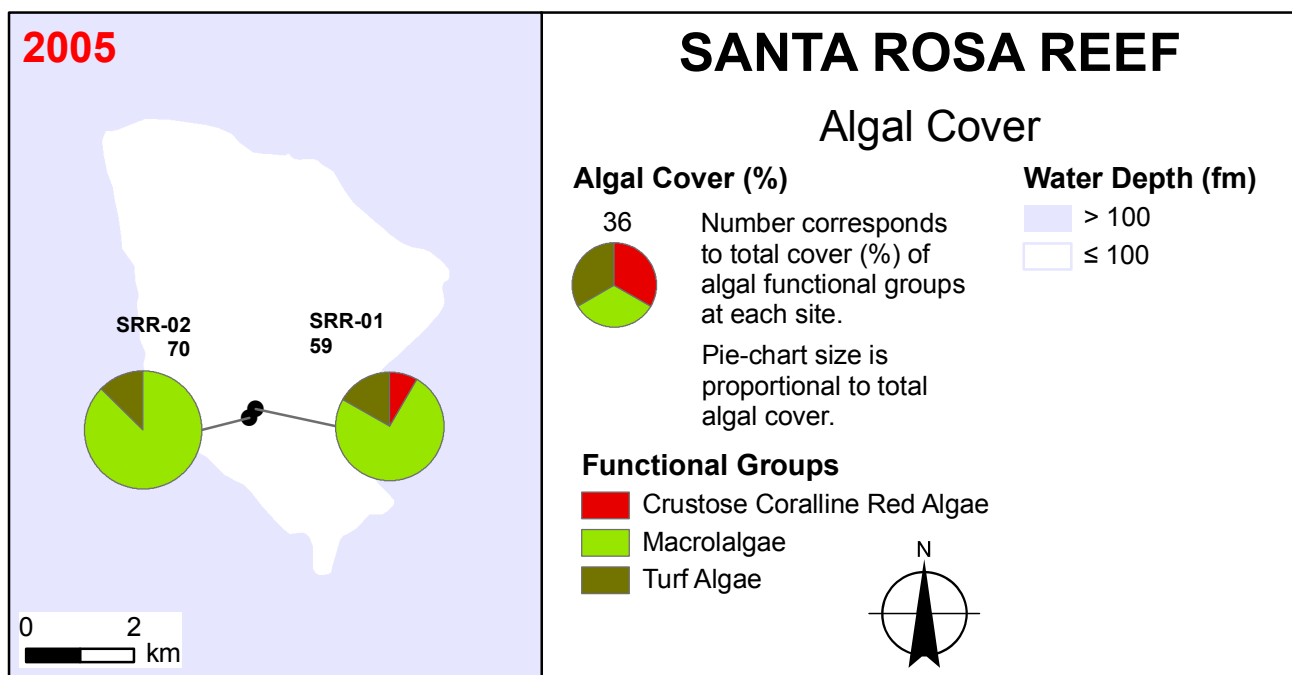 2005
SRR-02
70
SRR-01
59
0 2
km
SANTA ROSA REEF
Algal Cover
Algal Cover (%)
36
Number corresponds
to total cover (%) of
algal functional groups
at each site.
Pie-chart size is
proportional to total
algal cover.
Water Depth (fm)
> 100
≤ 100
Functional Groups
Crustose Coralline Red Algae
Macrolalgae
Turf Algae
N